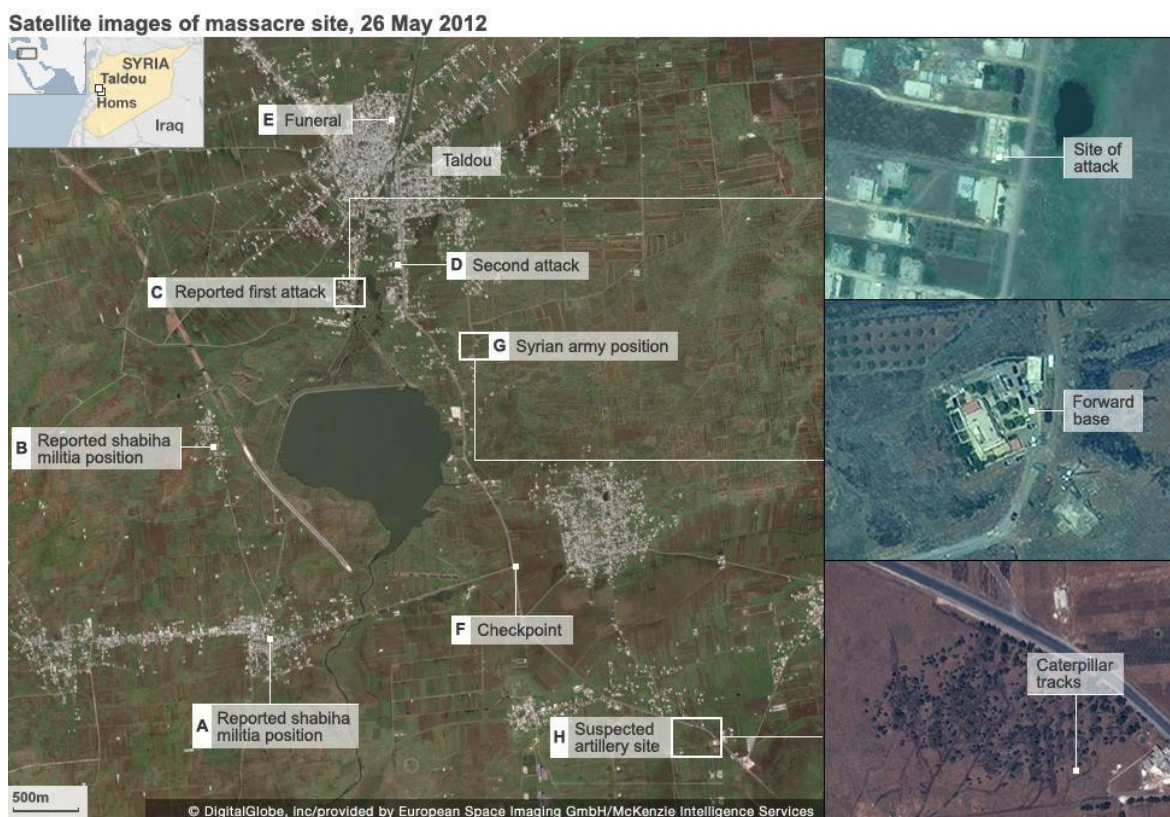 Satellite images of massacre site, 26 May 2012
SYRIA
Taldou
Homs
Iraq
E Funeral
Taldou
D Second attack
C Reported first attack
G Syrian army position
B Reported shabiha
militia position
F Checkpoint
A Reported shabiha
militia position
H Suspected
artillery site
500m
© DigitalGlobe, inc/provided by European Space Imaging GmbH/McKenzie Intelligence Services
Site of
attack
Forward
base
Caterpillar
tracks